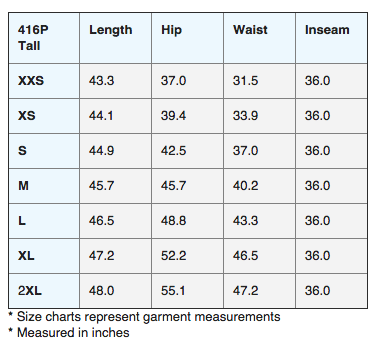 416P Tall Length Hip Waist Inseam
XXS 43.3 37.0 31.5 36.0
XS 44.1 39.4 33.9 36.0
S 44.9 42.5 37.0 36.0
M 45.7 45.7 40.2 36.0
L 46.5 48.8 43.3 36.0
XL 47.2 52.2 46.5 36.0
2XL 48.0 55.1 47.2 36.0
* Size charts represent garment measurements
* Measured in inches